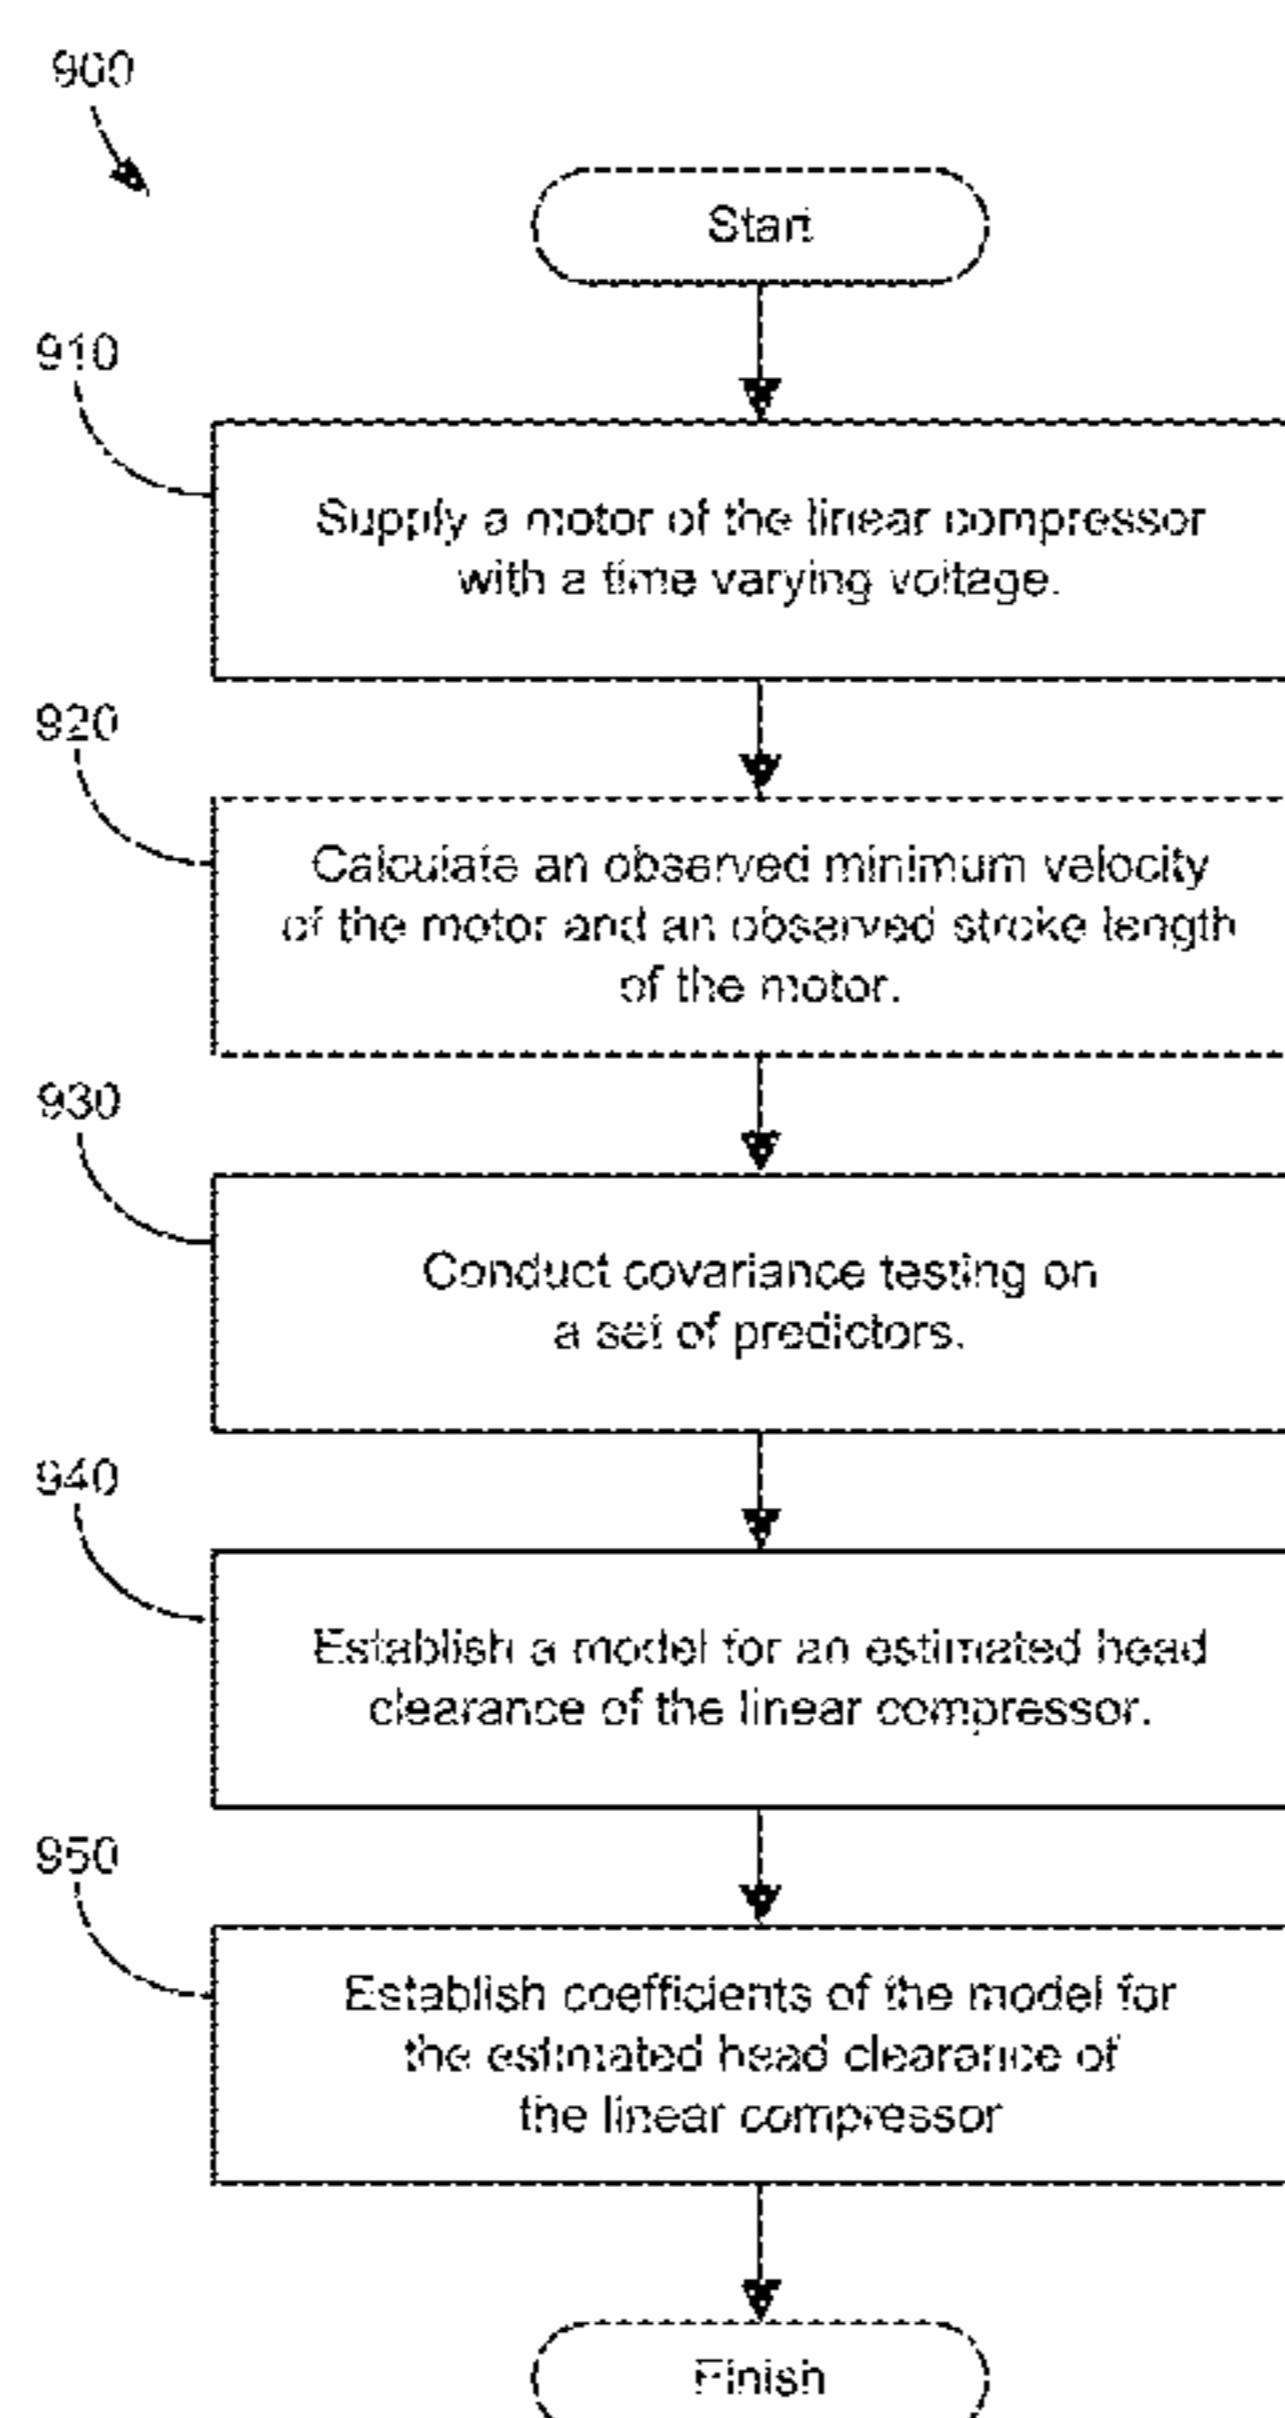 900
Start
910
Supply a motor of the linear compressor
with a time varying voltage.
920
Calculate an observed minimum velocity
of the motor and an observed stroke length
of the motor.
930
Conduct covariance testing on
a set of predictors.
940
Establish a model for an estimated head
clearance of the linear compressor.
950
Establish coefficients of the model for
the estimated head clearance of
the linear compressor
Finish